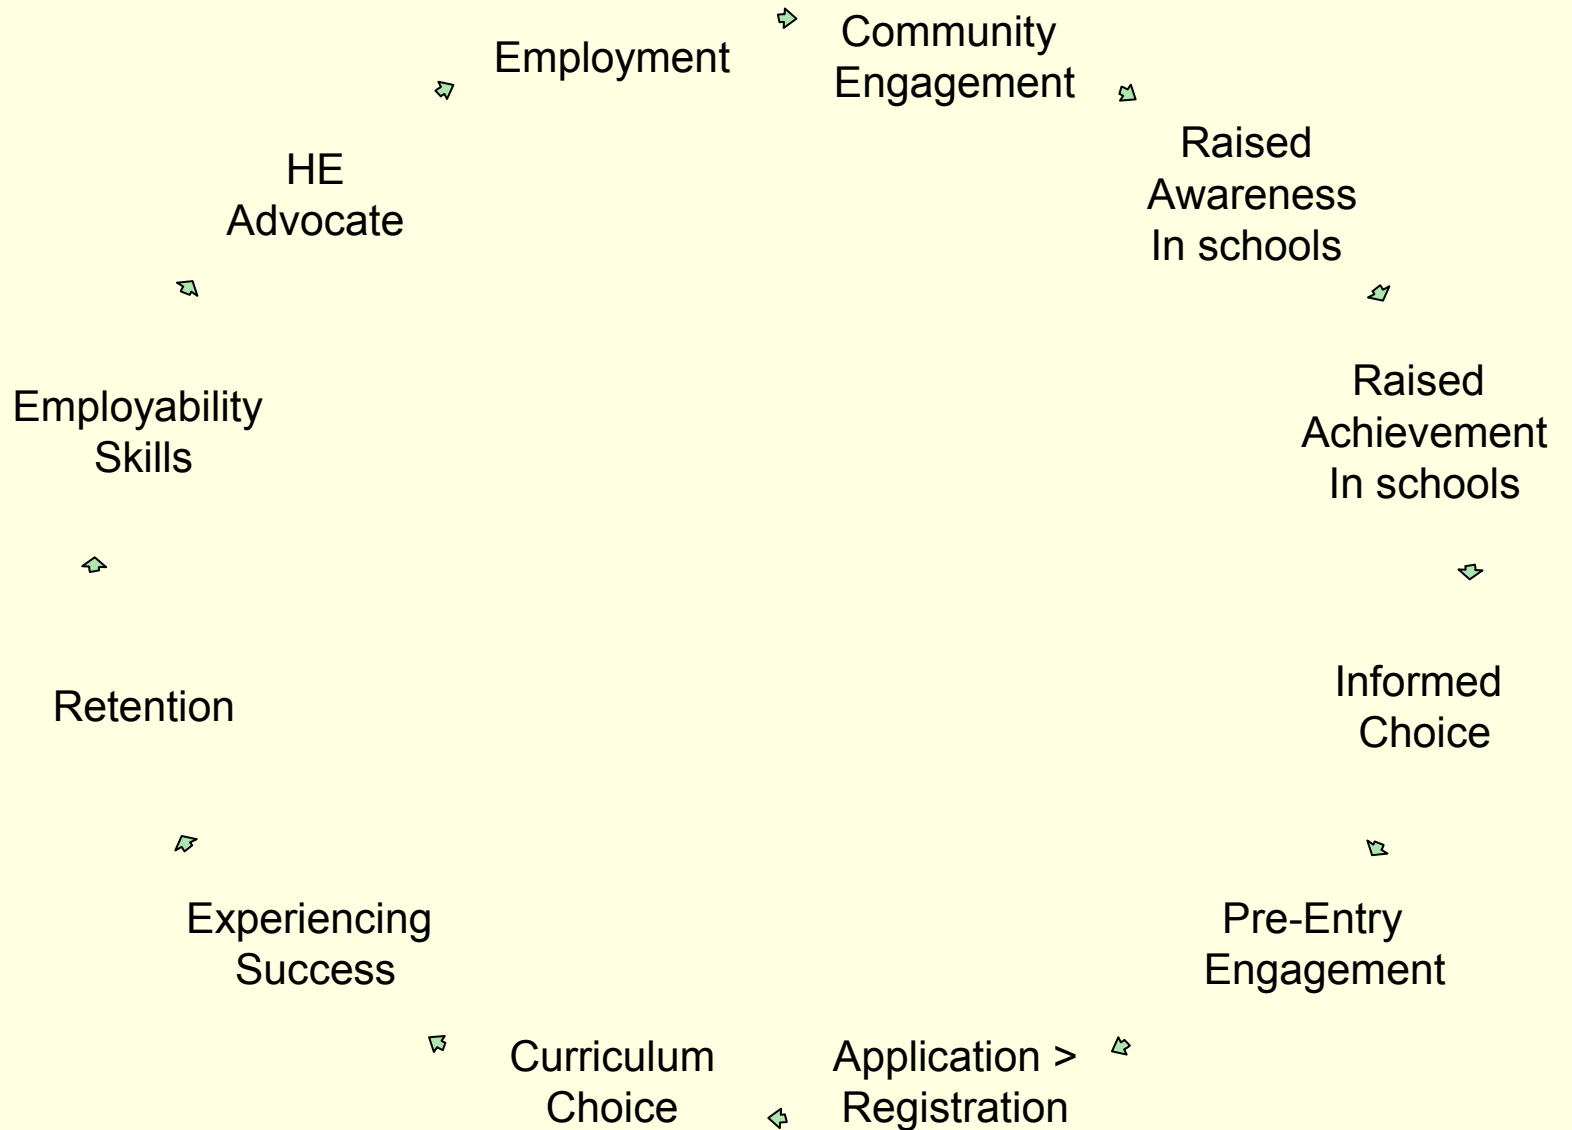 Employment
Community
Engagement
Raised
Awareness
In schools
Raised
Achievement
In schools
Informed
Choice
Pre-Entry
Engagement
Application >
Registration
Curriculum
Choice
Experiencing
Success
Retention
Employability
Skills
HE
Advocate